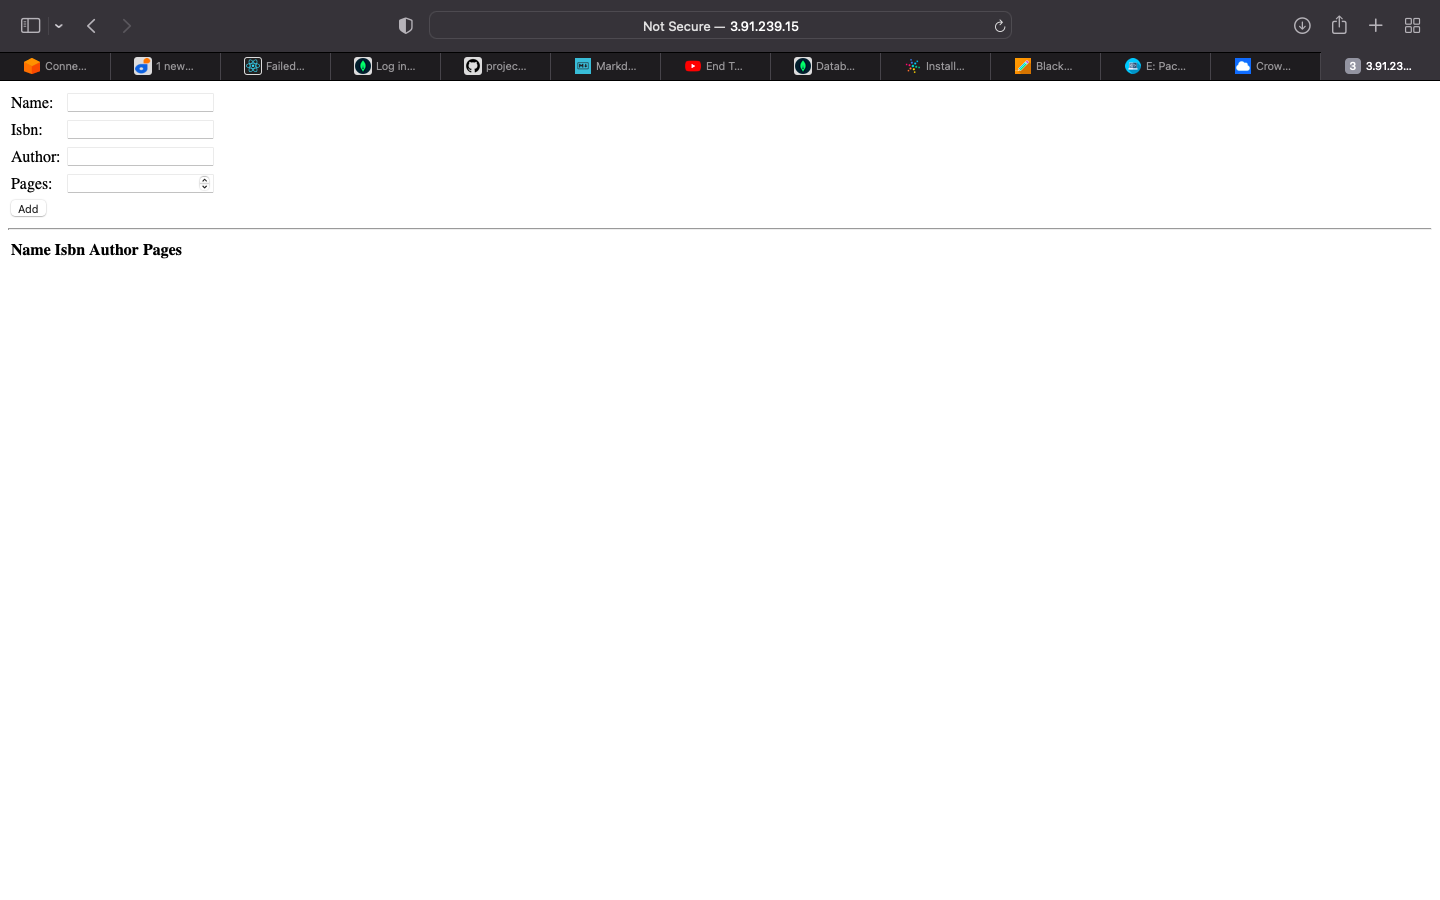 Not Secure — 3.91.239.15
Conne... 1 new... Failed... Log in... projec... Markd... End T... Datab... Install... Black... E: Pac... Crow... 3 3.91.23...
Name:
Isbn:
Author:
Pages:
Add
Name Isbn Author Pages